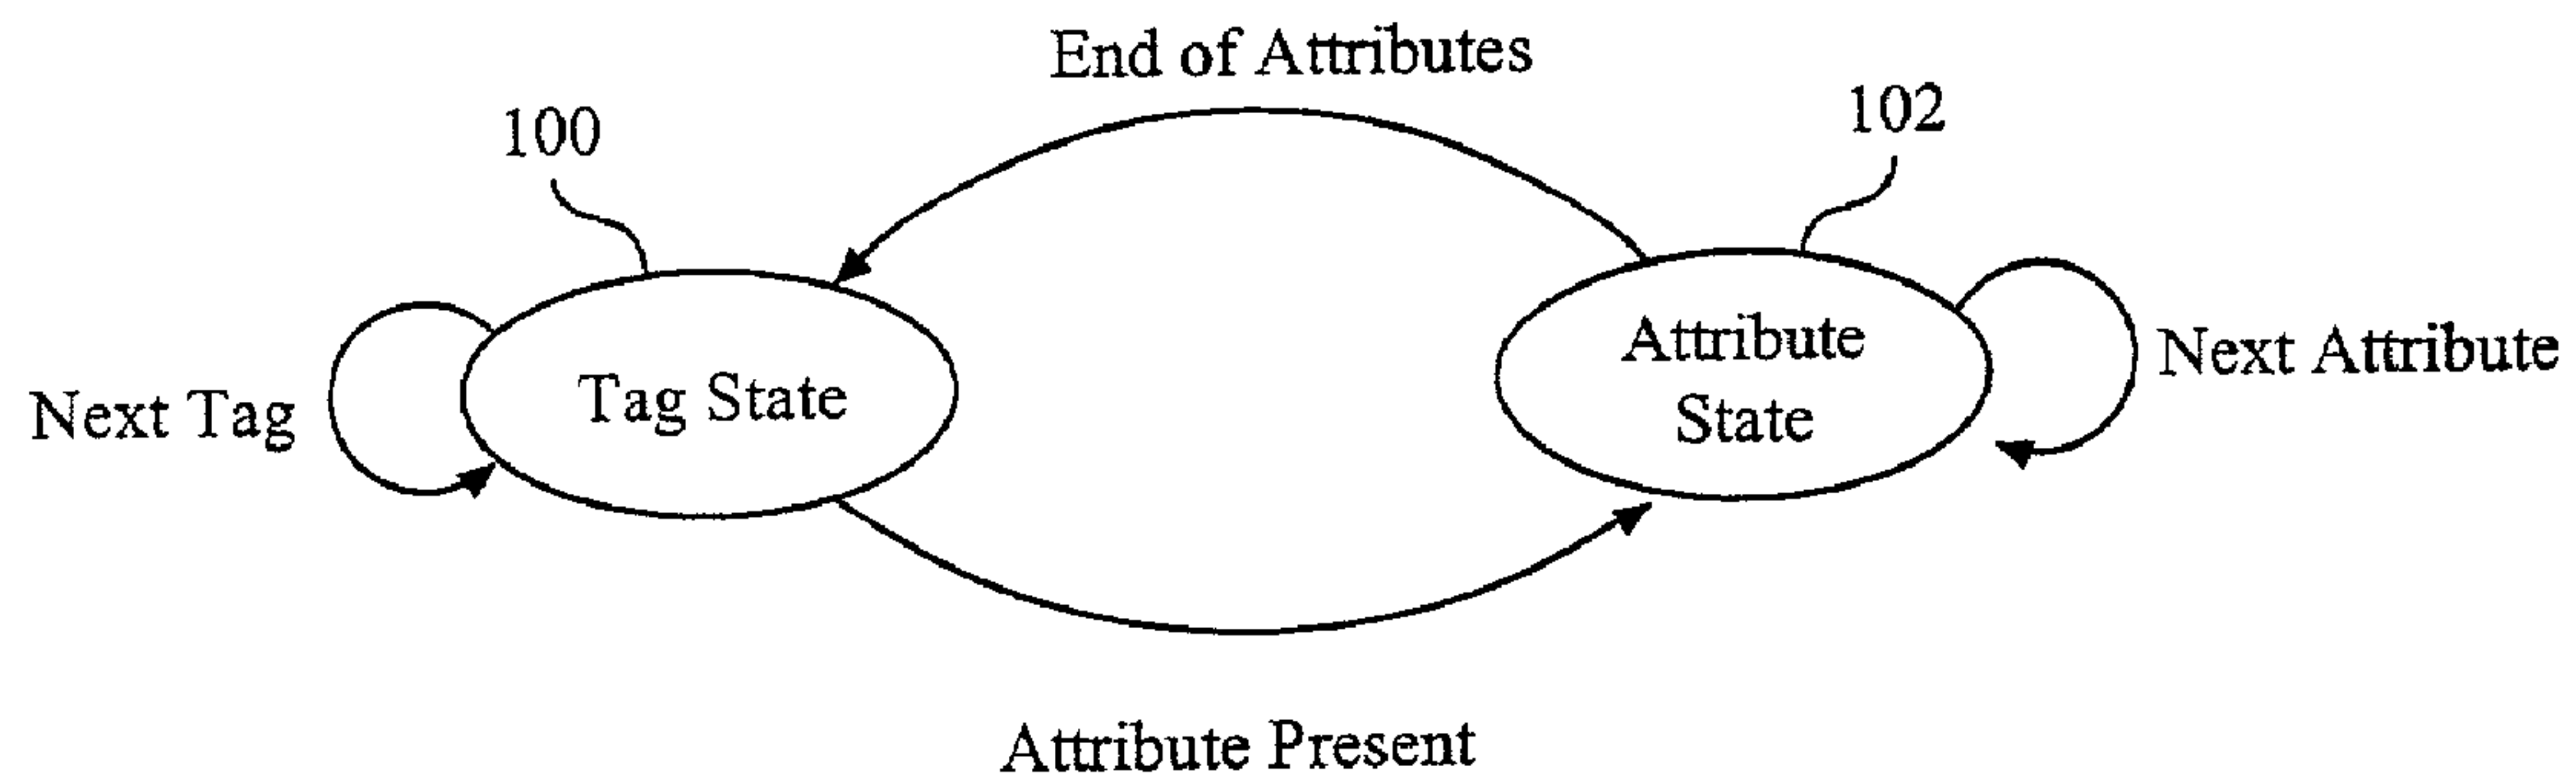 End of Attributes
100
102
Next Tag
Tag State
Attribute
State
Next Attribute
Attribute Present